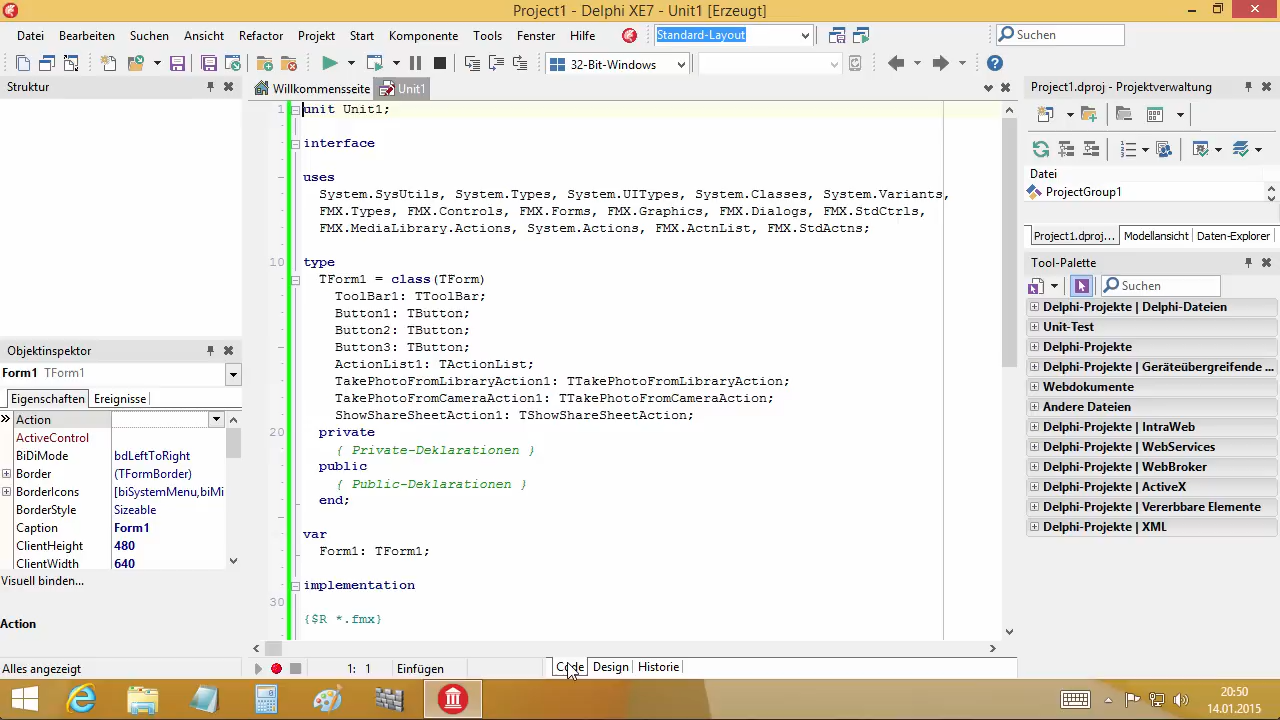 Project1 - Delphi XE7 - Unit1 [Erzeugt]
Datei Bearbeiten Suchen Ansicht Refactor Projekt Start Komponente Tools Fenster Hilfe Standard-Layout Suchen
32-Bit-Windows
Struktur
Willkommensseite Unit1
Project1.dproj - Projektverwaltung
1 unit Unit1;
interface
uses
System.SysUtils, System.Types, System.UITypes, System.Classes, System.Variants,
FMX.Types, FMX.Controls, FMX.Forms, FMX.Graphics, FMX.Dialogs, FMX.StdCtrls,
FMX.MediaLibrary.Actions, System.Actions, FMX.ActnList, FMX.StdActns;
10 type
TForm1 = class(TForm)
ToolBar1: TToolBar;
Button1: TButton;
Button2: TButton;
Button3: TButton;
ActionList1: TActionList;
TakePhotoFromLibraryAction1: TTakePhotoFromLibraryAction;
TakePhotoFromCameraAction1: TTakePhotoFromCameraAction;
ShowShareSheetAction1: TShowShareSheetAction;
20 private
{ Private-Deklarationen }
public
{ Public-Deklarationen }
end;
var
Form1: TForm1;
implementation
30
{$R *.fmx}
Objektinspektor
Form1 TForm1
Eigenschaften Ereignisse
Action
ActiveControl
BiDiMode bdLeftToRight
Border (TFormBorder)
BorderIcons [biSystemMenu,biMi
BorderStyle Sizeable
Caption Form1
ClientHeight 480
ClientWidth 640
Visuell binden...
Action
Alles angezeigt
Datei
ProjectGroup1
Project1.dproj... Modellansicht Daten-Explorer
Tool-Palette
Suchen
Delphi-Projekte | Delphi-Dateien
Unit-Test
Delphi-Projekte
Delphi-Projekte | Geräteübergreifende ...
Webdokumente
Andere Dateien
Delphi-Projekte | IntraWeb
Delphi-Projekte | WebServices
Delphi-Projekte | WebBroker
Delphi-Projekte | ActiveX
Delphi-Projekte | Vererbbare Elemente
Delphi-Projekte | XML
1: 1 Einfügen Code Design Historie
20:50
14.01.2015